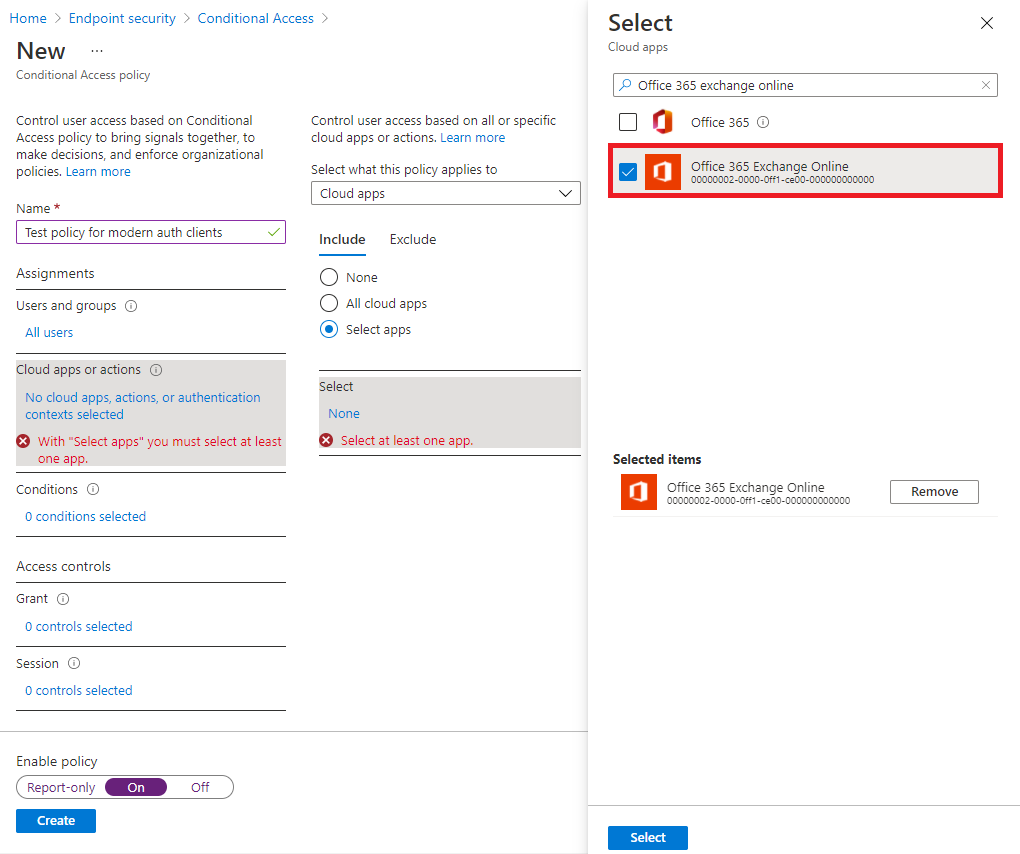 Home > Endpoint security > Conditional Access >
New ...
Conditional Access policy
Control user access based on Conditional
Access policy to bring signals together, to
make decisions, and enforce organizational
policies. Learn more
Name *
Test policy for modern auth clients
Assignments
Users and groups
All users
Cloud apps or actions
No cloud apps, actions, or authentication
contexts selected
With "Select apps" you must select at least
one app.
Conditions
0 conditions selected
Access controls
Grant
0 controls selected
Session
0 controls selected
Enable policy
Report-only On Off
Create
Control user access based on all or specific
cloud apps or actions. Learn more
Select what this policy applies to
Cloud apps
Include Exclude
None
All cloud apps
Select apps
Select
None
Select at least one app.
Select
Cloud apps
Office 365 exchange online
Office 365
Office 365 Exchange Online
00000002-0000-0ff1-ce00-000000000000
Selected items
Office 365 Exchange Online
00000002-0000-0ff1-ce00-000000000000
Remove
Select